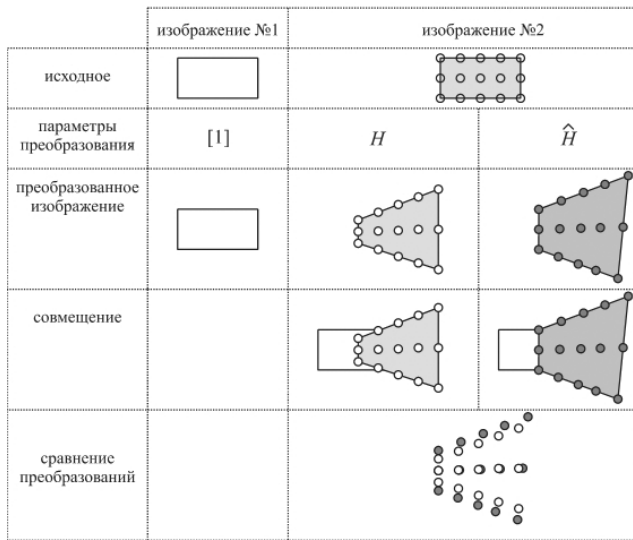 изображение №1
изображение №2
исходное
параметры
преобразования
[1]
H
Ĥ
преобразованное
изображение
совмещение
сравнение
преобразований